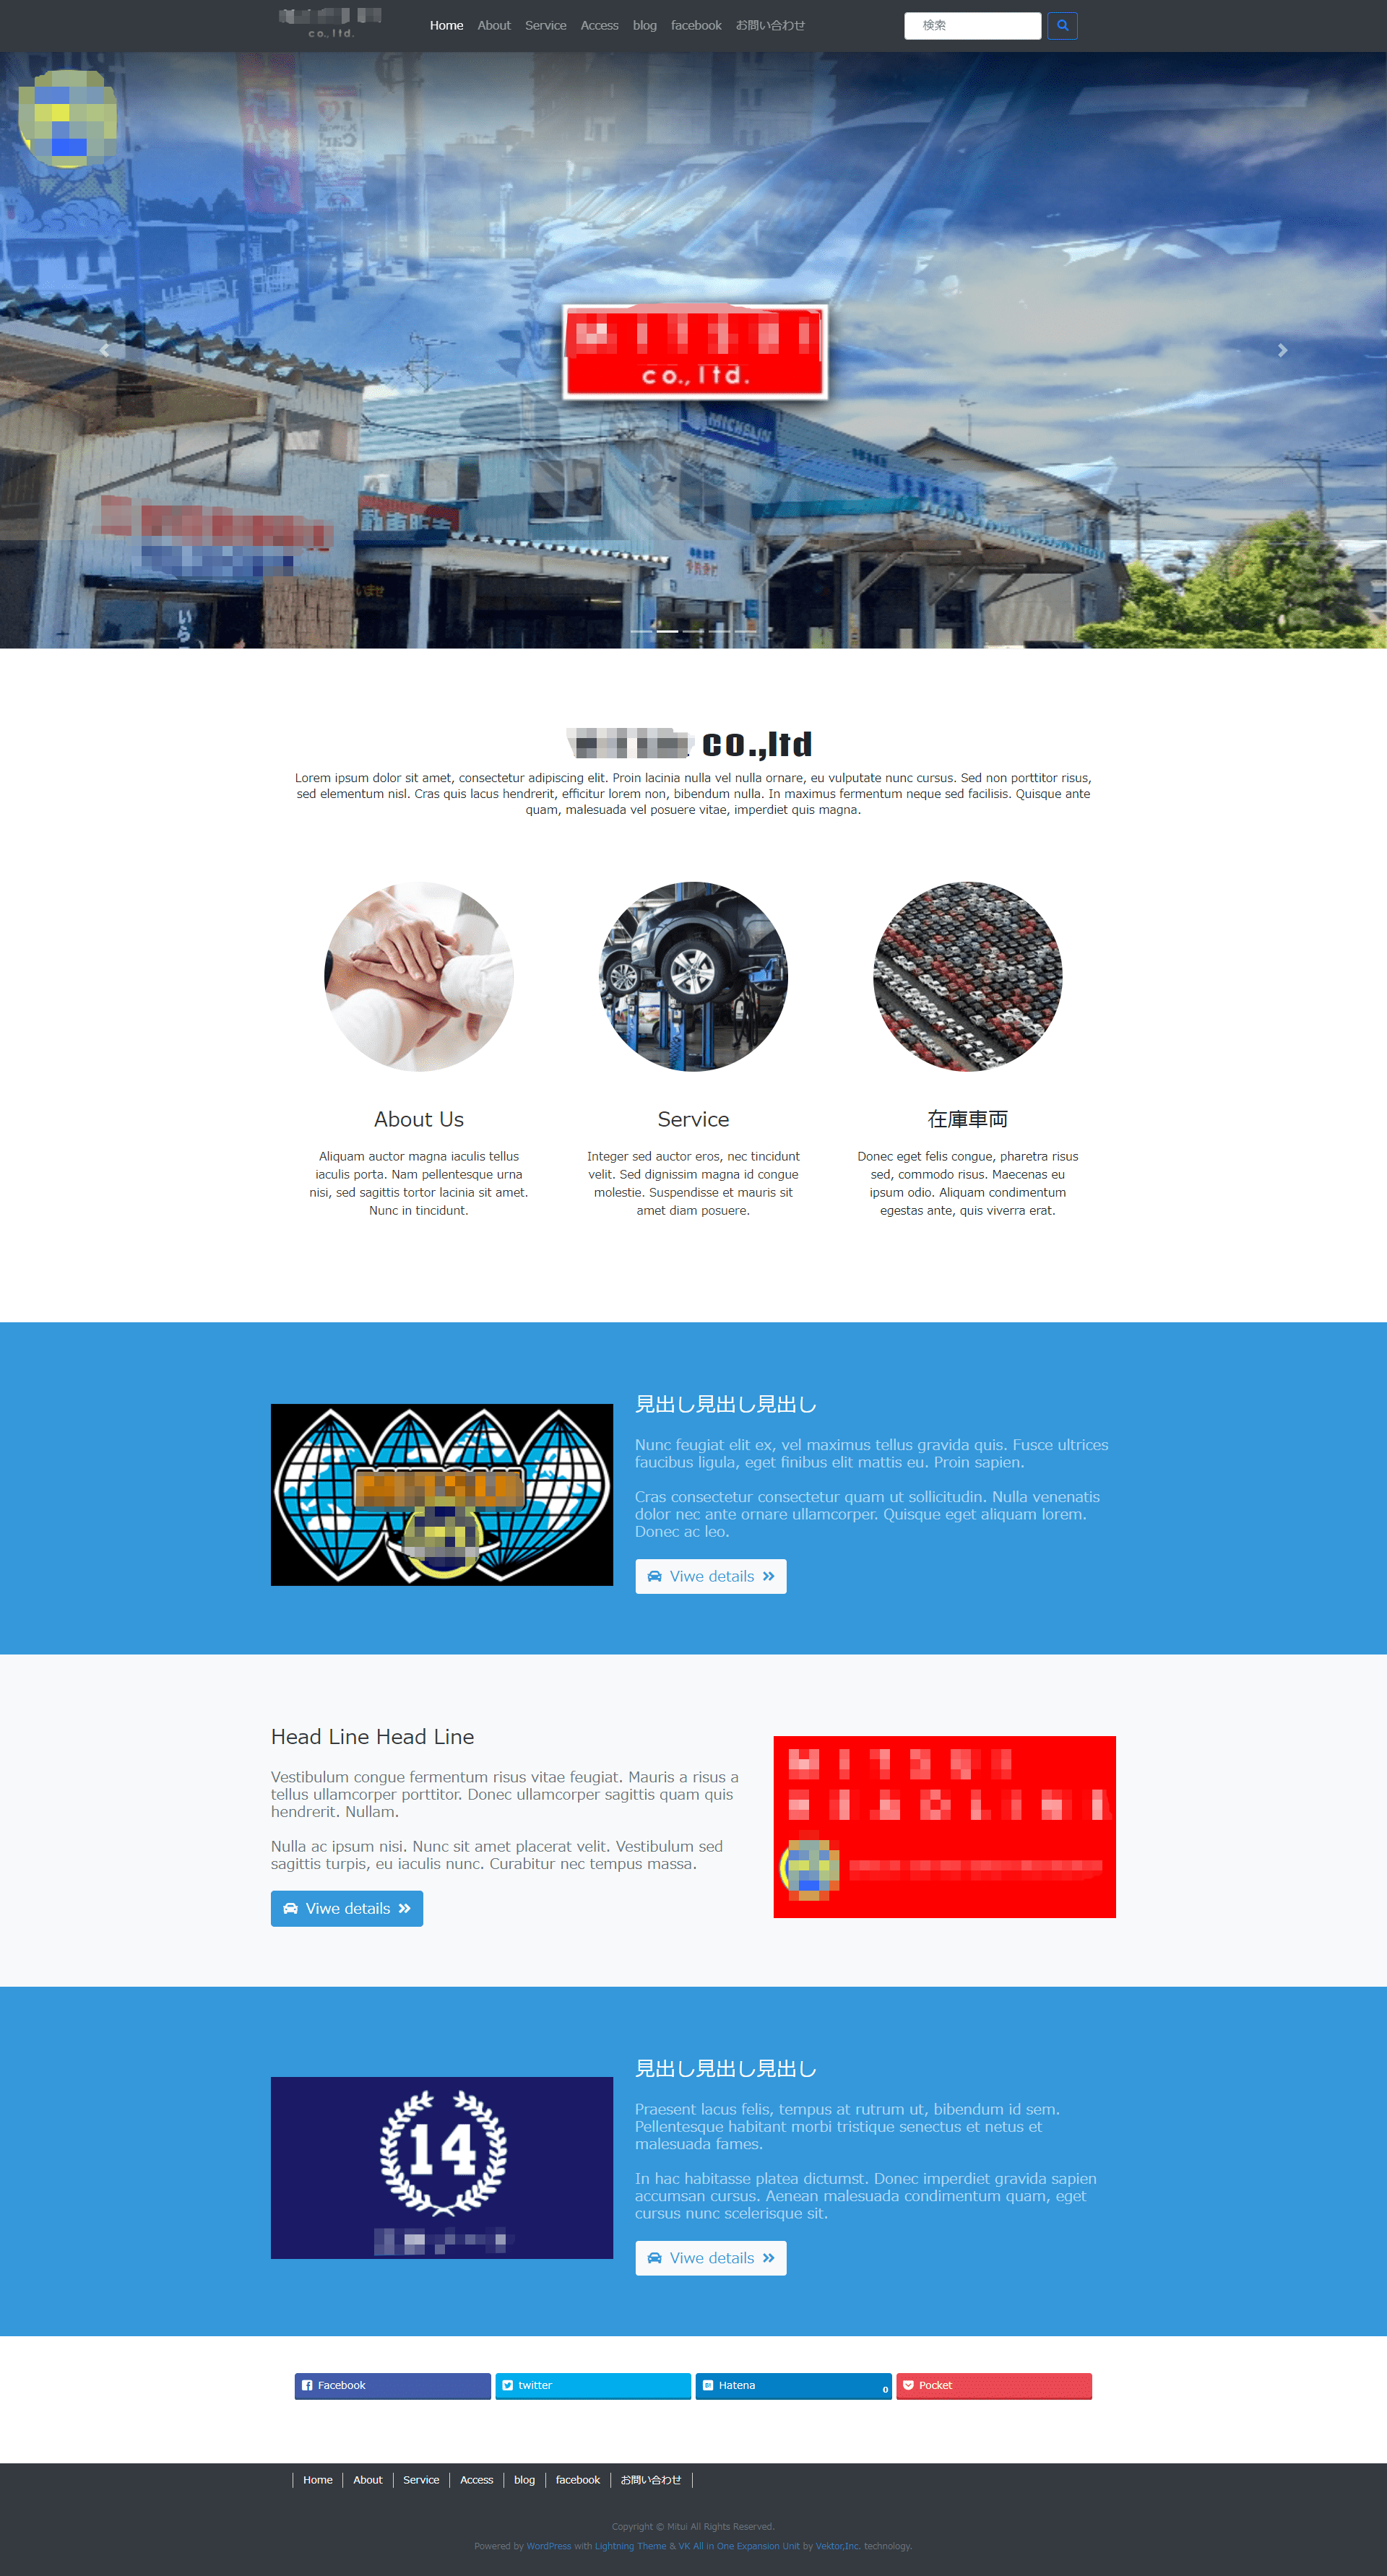 co.,ltd.
Home About Service Access blog facebook お問い合わせ
検索
co.,ltd.
MICHELIN
co.,ltd
Lorem ipsum dolor sit amet, consectetur adipiscing elit. Proin lacinia nulla vel nulla ornare, eu vulputate nunc cursus. Sed non porttitor risus,
sed elementum nisl. Cras quis lacus hendrerit, efficitur lorem non, bibendum nulla. In maximus fermentum neque sed facilisis. Quisque ante
quam, malesuada vel posuere vitae, imperdiet quis magna.
About Us
Aliquam auctor magna iaculis tellus
iaculis porta. Nam pellentesque urna
nisi, sed sagittis tortor lacinia sit amet.
Nunc in tincidunt.
Service
Integer sed auctor eros, nec tincidunt
velit. Sed dignissim magna id congue
molestie. Suspendisse et mauris sit
amet diam posuere.
在庫車両
Donec eget felis congue, pharetra risus
sed, commodo risus. Maecenas eu
ipsum odio. Aliquam condimentum
egestas ante, quis viverra erat.
見出し見出し見出し
Nunc feugiat elit ex, vel maximus tellus gravida quis. Fusce ultrices
faucibus ligula, eget finibus elit mattis eu. Proin sapien.
Cras consectetur consectetur quam ut sollicitudin. Nulla venenatis
dolor nec ante ornare ullamcorper. Quisque eget aliquam lorem.
Donec ac leo.
Viwe details
Head Line Head Line
Vestibulum congue fermentum risus vitae feugiat. Mauris a risus a
tellus ullamcorper porttitor. Donec ullamcorper sagittis quam quis
hendrerit. Nullam.
Nulla ac ipsum nisi. Nunc sit amet placerat velit. Vestibulum sed
sagittis turpis, eu iaculis nunc. Curabitur nec tempus massa.
Viwe details
14
見出し見出し見出し
Praesent lacus felis, tempus at rutrum ut, bibendum id sem.
Pellentesque habitant morbi tristique senectus et netus et
malesuada fames.
In hac habitasse platea dictumst. Donec imperdiet gravida sapien
accumsan cursus. Aenean malesuada condimentum quam, eget
cursus nunc scelerisque sit.
Viwe details
Facebook twitter Hatena 0 Pocket
Home About Service Access blog facebook お問い合わせ
Copyright © Mitui All Rights Reserved.
Powered by WordPress with Lightning Theme & VK All in One Expansion Unit by Vektor,Inc. technology.